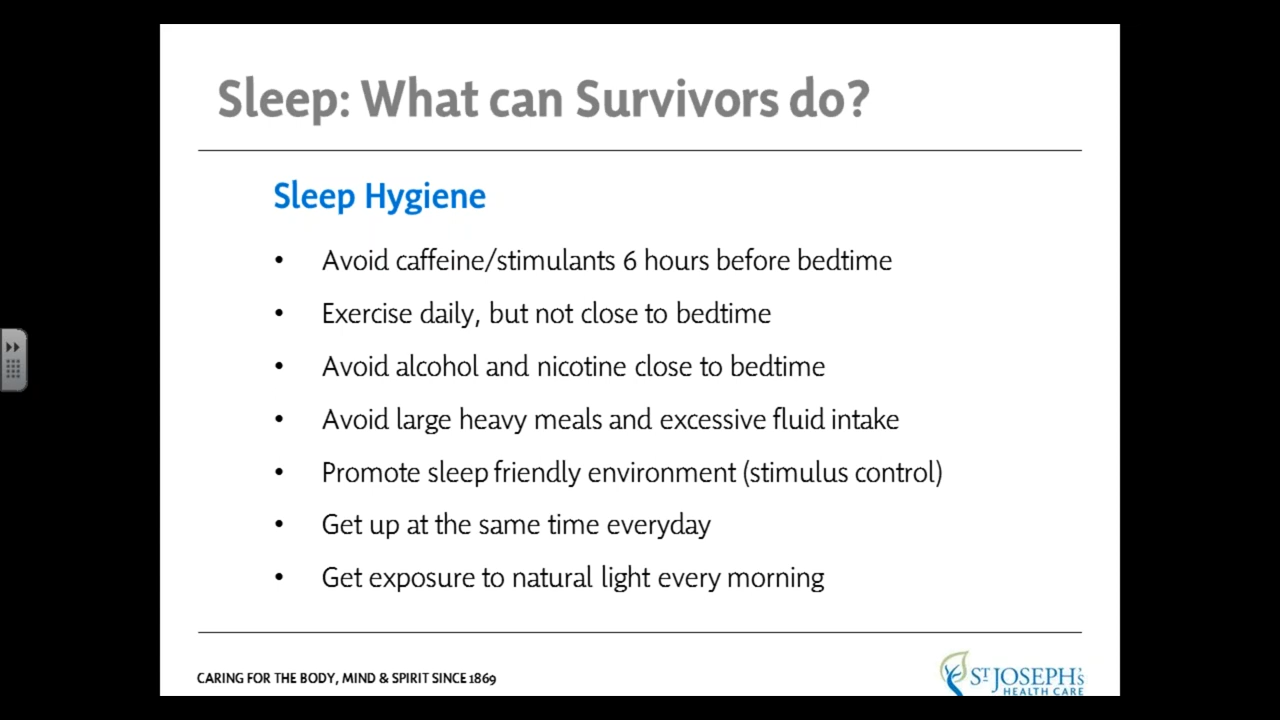 Sleep: What can Survivors do?
Sleep Hygiene
• Avoid caffeine/stimulants 6 hours before bedtime
• Exercise daily, but not close to bedtime
• Avoid alcohol and nicotine close to bedtime
• Avoid large heavy meals and excessive fluid intake
• Promote sleep friendly environment (stimulus control)
• Get up at the same time everyday
• Get exposure to natural light every morning
CARING FOR THE BODY, MIND & SPIRIT SINCE 1869
ST JOSEPH'S
HEALTH CARE